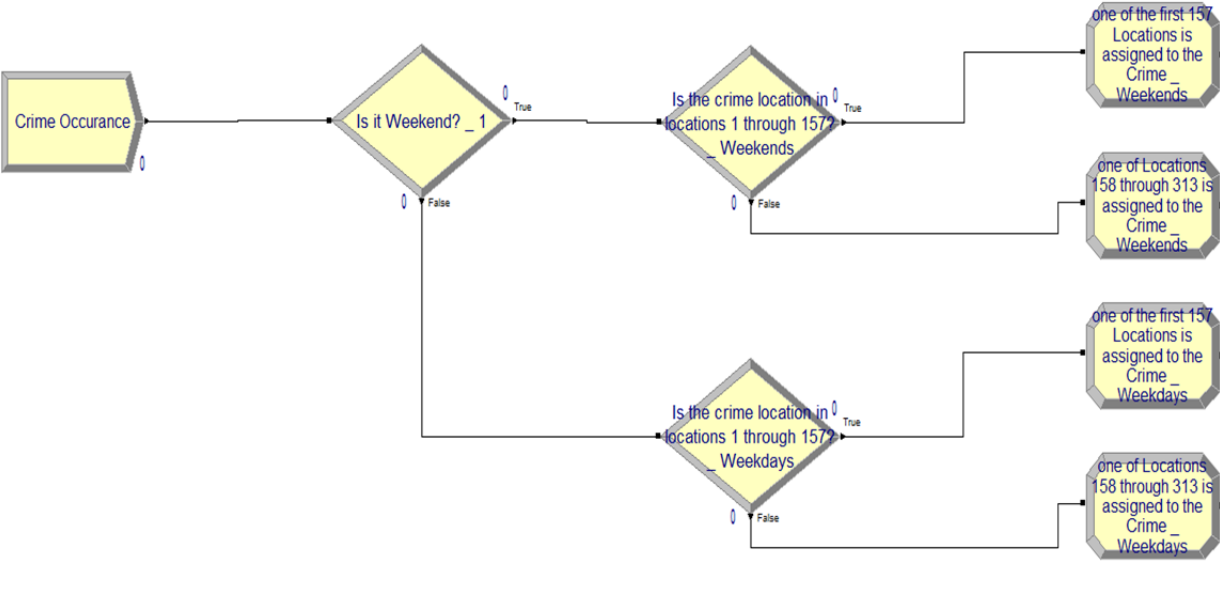 Crime Occurance
0
Is it Weekend? _ 1
0
True
0
False
Is the crime location in
locations 1 through 157?
_ Weekends
0
True
0
False
one of the first 157
Locations is
assigned to the
Crime _
Weekends
one of Locations
158 through 313 is
assigned to the
Crime _
Weekends
Is the crime location in
locations 1 through 157?
_ Weekdays
0
True
0
False
one of the first 157
Locations is
assigned to the
Crime _
Weekdays
one of Locations
158 through 313 is
assigned to the
Crime _
Weekdays